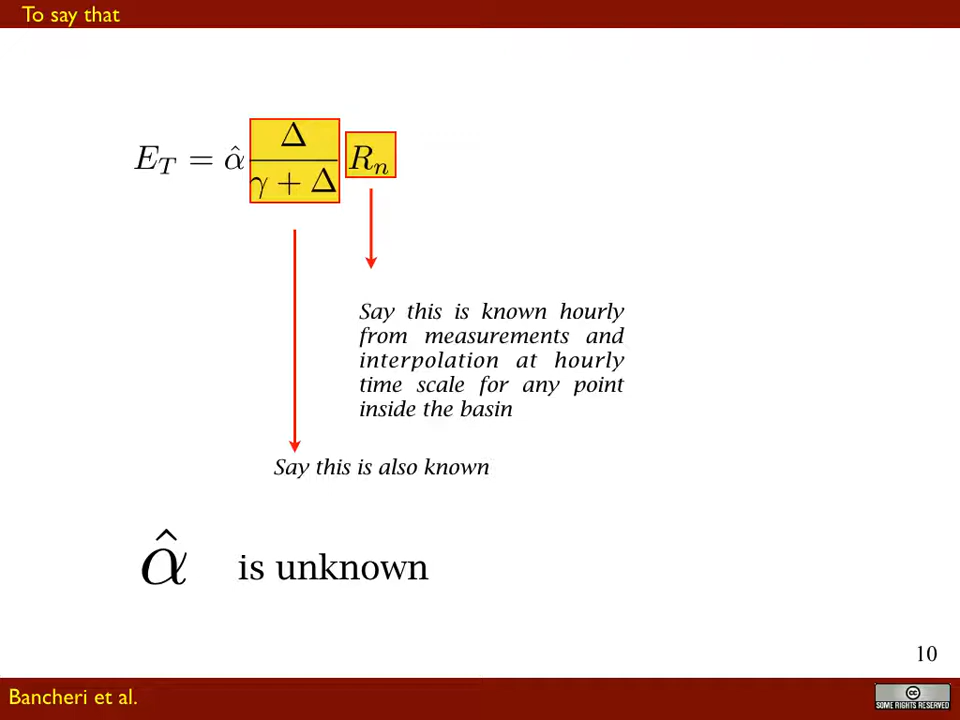 To say that
E_T = α̂ Δ / (γ + Δ) R_n
Say this is known hourly
from measurements and
interpolation at hourly
time scale for any point
inside the basin
Say this is also known
α̂ is unknown
10
Bancheri et al.
cc
SOME RIGHTS RESERVED